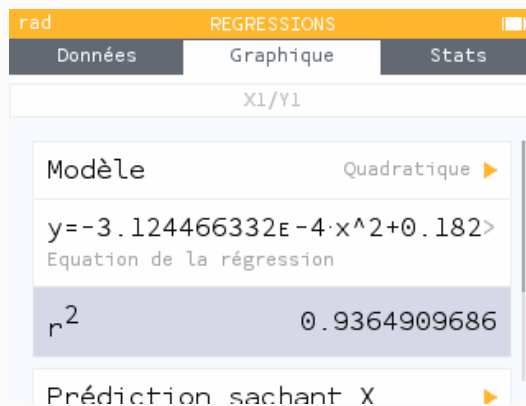 rad REGRESSIONS
Données Graphique Stats
X1/Y1
Modèle Quadratique
y=-3.124466332ᴇ-4·x^2+0.182>
Equation de la régression
r² 0.9364909686
Prédiction sachant X